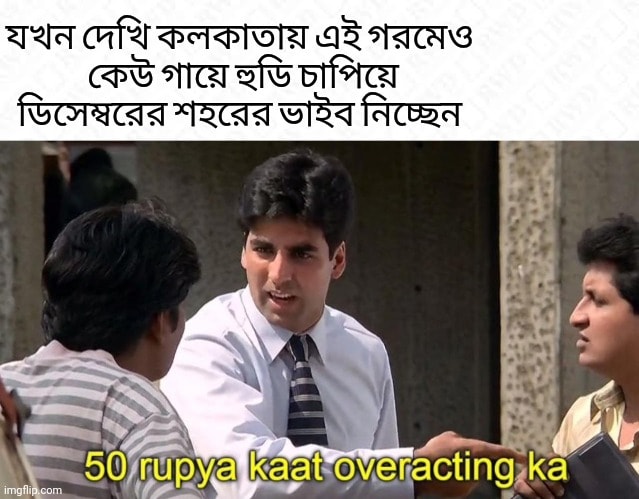 যখন দেখি কলকাতায় এই গরমেও
কেউ গায়ে হুডি চাপিয়ে
ডিসেম্বরের শহরের ভাইব নিচ্ছেন
50 rupya kaat overacting ka
imgflip.com